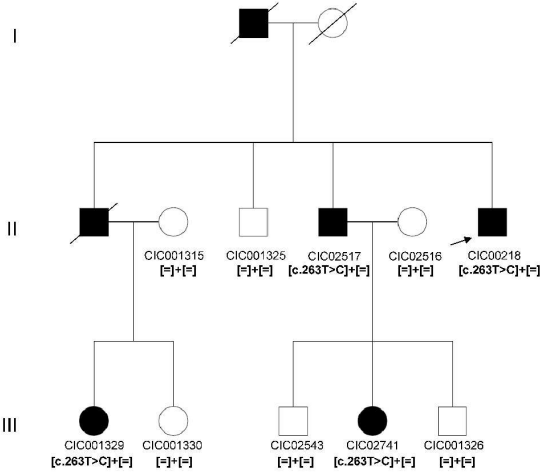 I
II
CIC001315 CIC001325 CIC02517 CIC02516 CIC00218
[=]+[=] [=]+[=] [c.263T>C]+[=] [=]+[=] [c.263T>C]+[=]
III
CIC001329 CIC001330 CIC02543 CIC02741 CIC001326
[c.263T>C]+[=] [=]+[=] [=]+[=] [c.263T>C]+[=] [=]+[=]